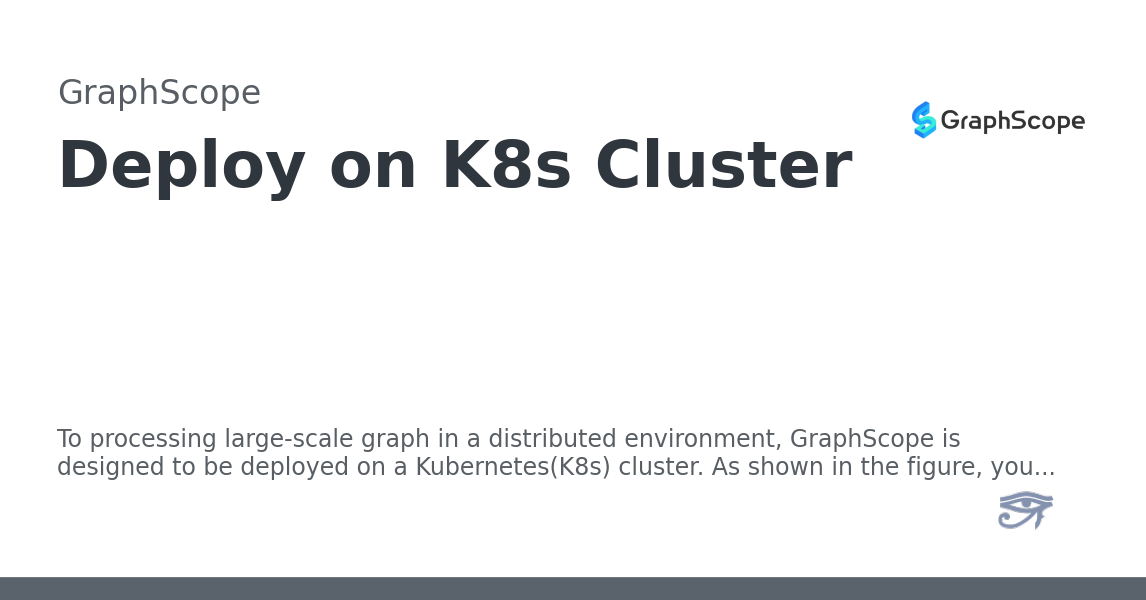 GraphScope
GraphScope
Deploy on K8s Cluster
To processing large-scale graph in a distributed environment, GraphScope is
designed to be deployed on a Kubernetes(K8s) cluster. As shown in the figure, you...